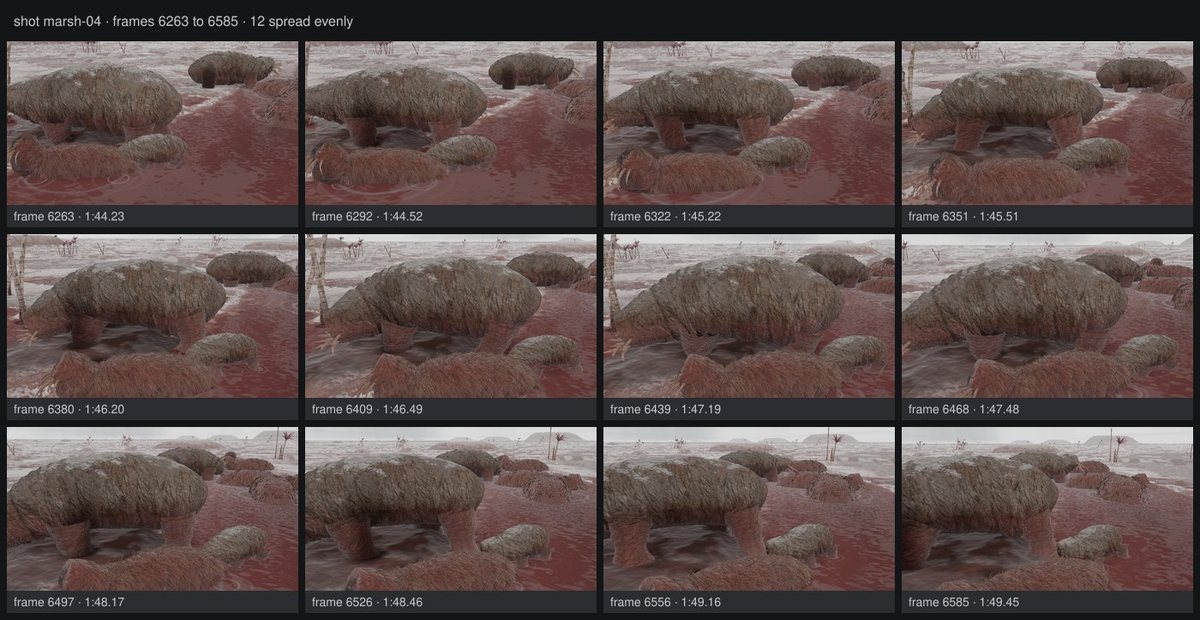 shot marsh-04 · frames 6263 to 6585 · 12 spread evenly
frame 6263 · 1:44.23
frame 6292 · 1:44.52
frame 6322 · 1:45.22
frame 6351 · 1:45.51
frame 6380 · 1:46.20
frame 6409 · 1:46.49
frame 6439 · 1:47.19
frame 6468 · 1:47.48
frame 6497 · 1:48.17
frame 6526 · 1:48.46
frame 6556 · 1:49.16
frame 6585 · 1:49.45